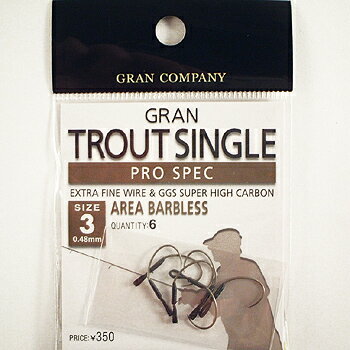 GRAN COMPANY
GRAN
TROUT SINGLE
PRO SPEC
EXTRA FINE WIRE & GGS SUPER HIGH CARBON
SIZE
3
0.48mm
AREA BARBLESS
QUANTITY:6
PRICE:¥350